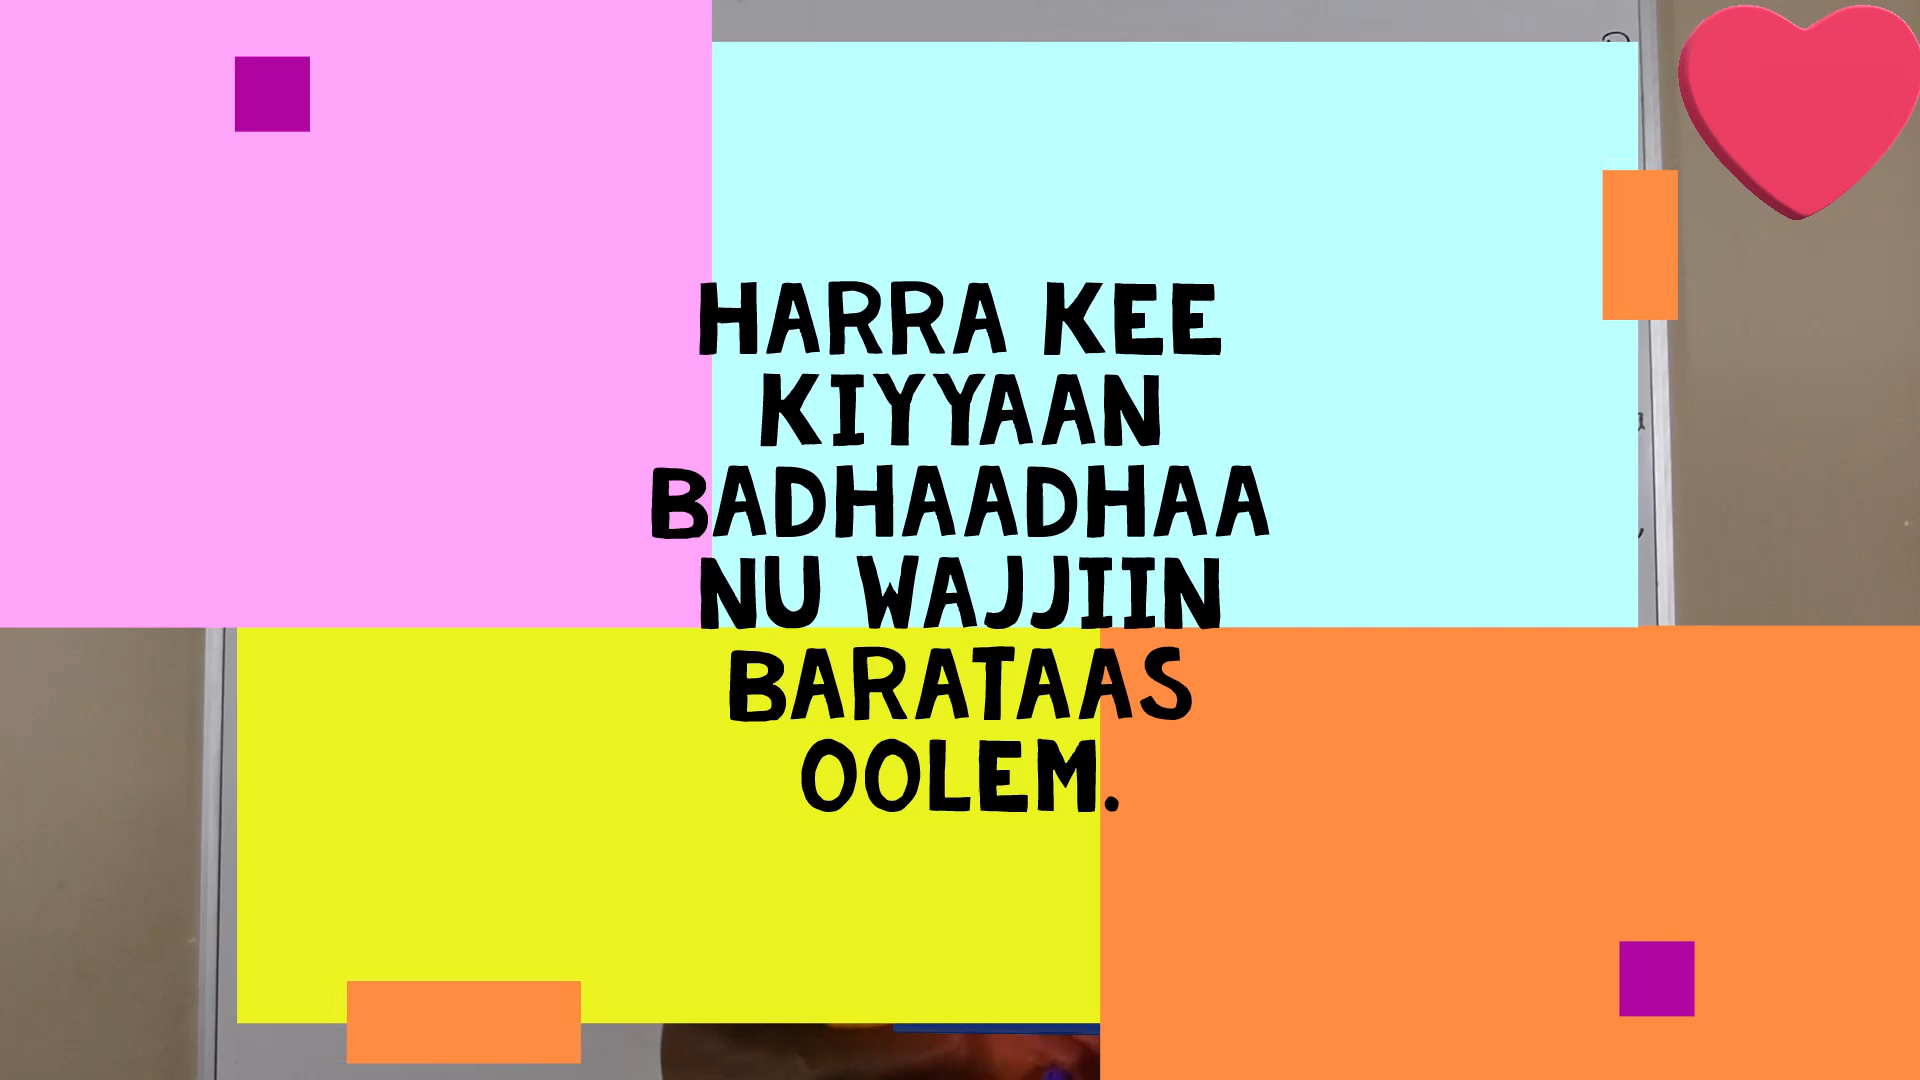 HARRA KEE
KIYYAAN
BADHAADHAA
NU WAJJIIN
BARATAAS
OOLEM.